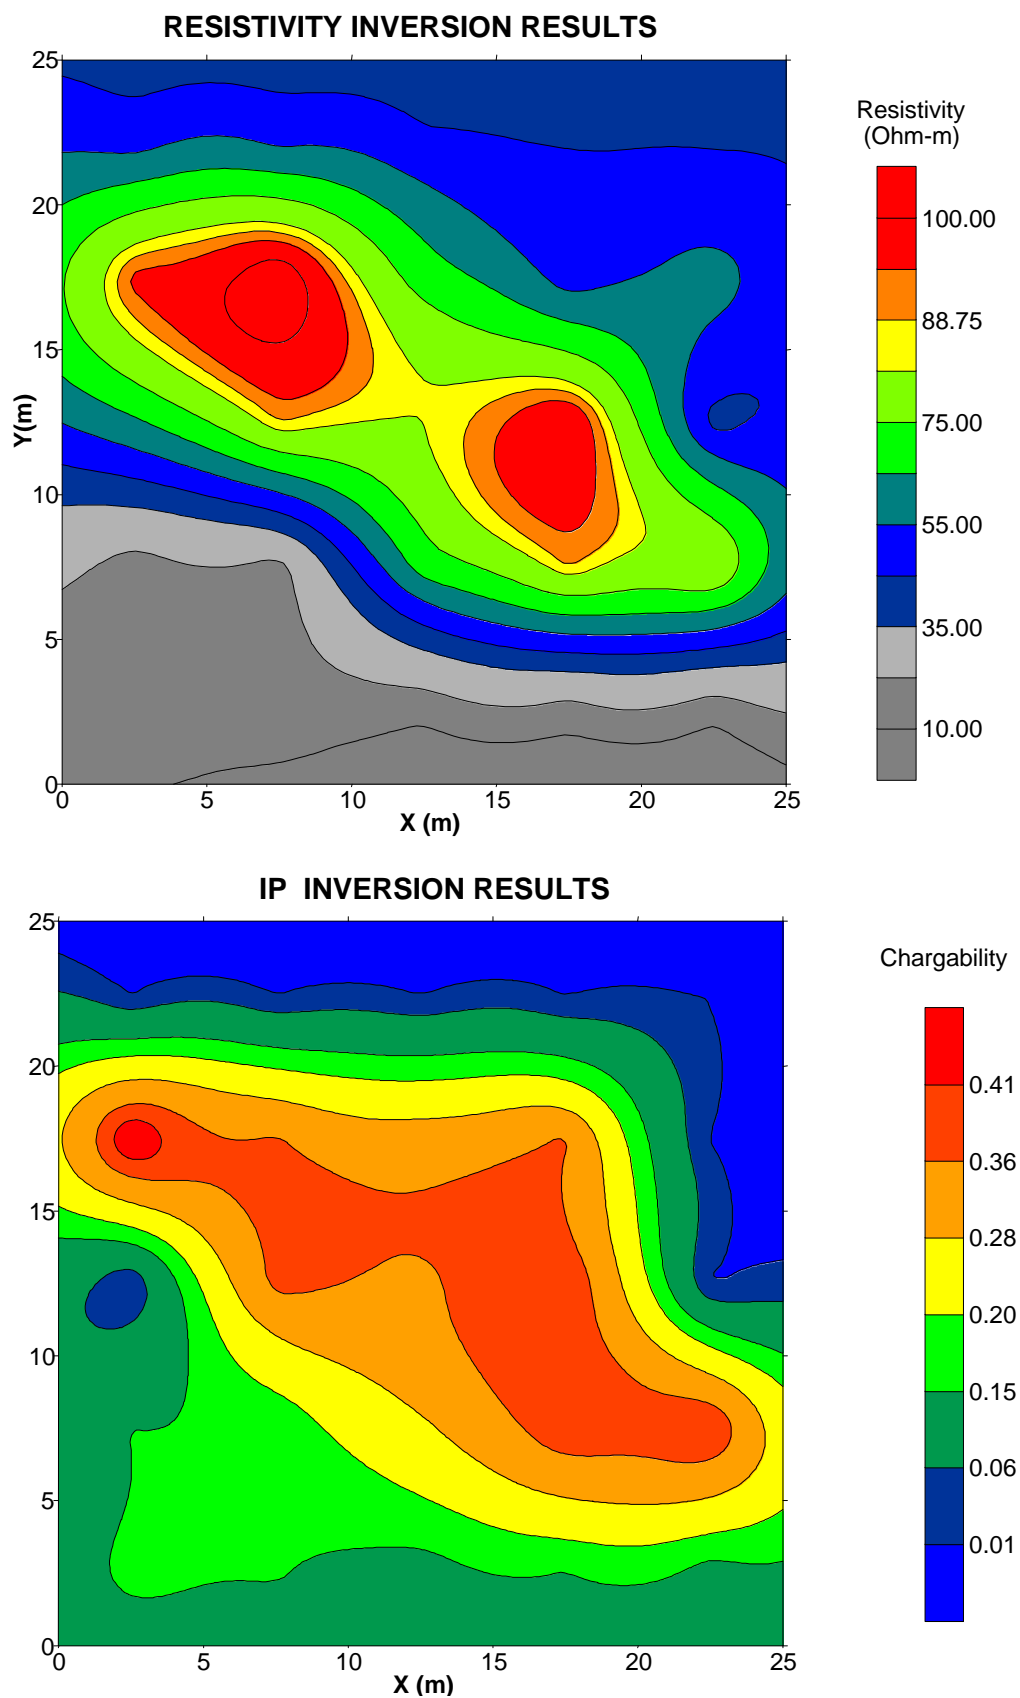 RESISTIVITY INVERSION RESULTS
25
20
15
10
5
0
Y(m)
0 5 10 15 20 25
X (m)
Resistivity
(Ohm-m)
100.00
88.75
75.00
55.00
35.00
10.00
IP  INVERSION RESULTS
25
20
15
10
5
0
0 5 10 15 20 25
X (m)
Chargability
0.41
0.36
0.28
0.20
0.15
0.06
0.01